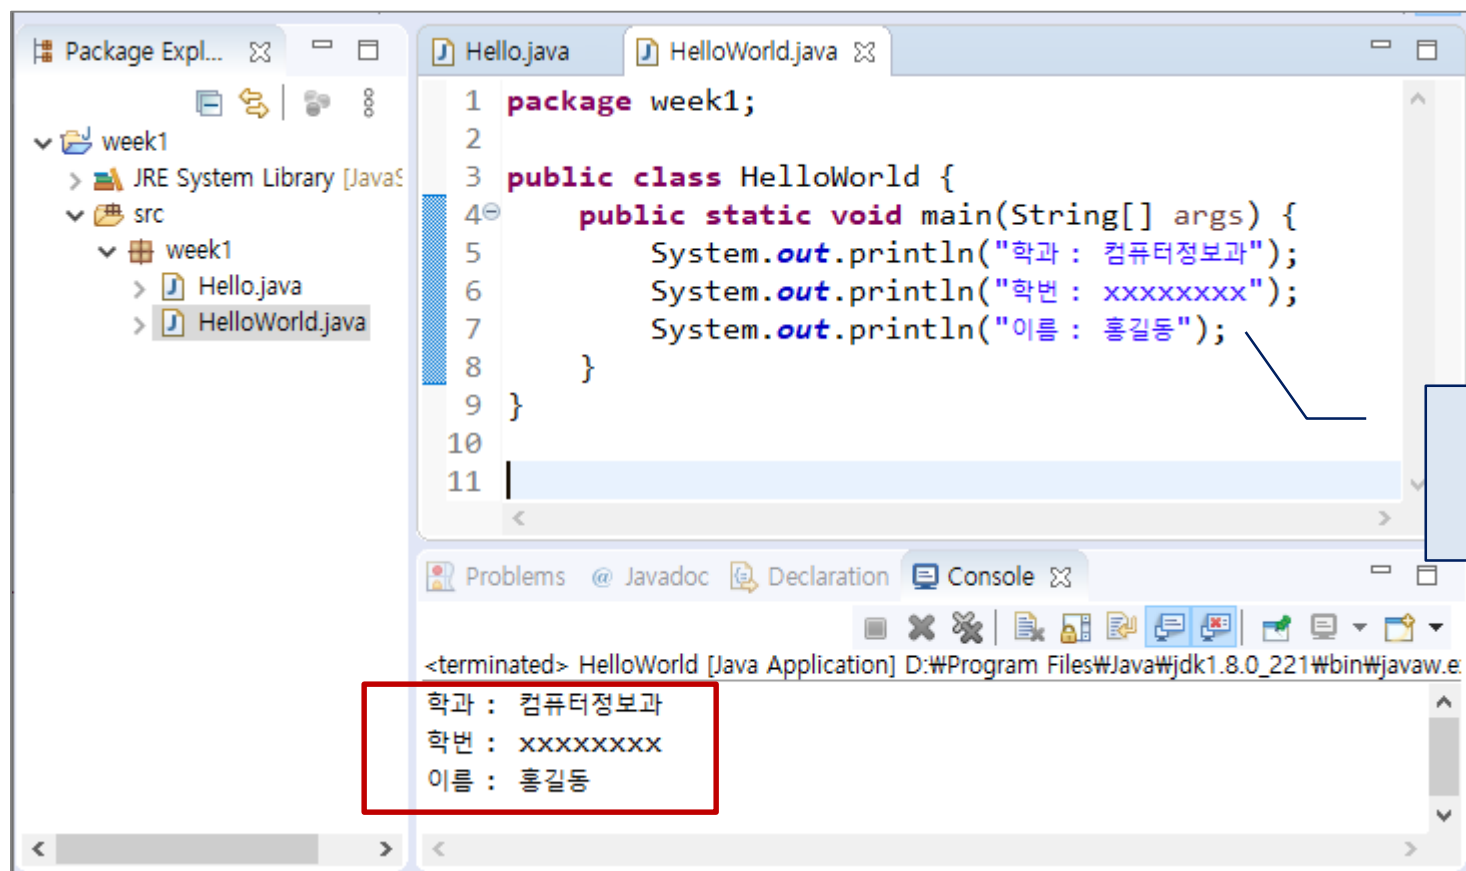 Package Expl...
week1
JRE System Library [JavaS
src
week1
Hello.java
HelloWorld.java
Hello.java HelloWorld.java
1 package week1;
2
3 public class HelloWorld {
4 public static void main(String[] args) {
5 System.out.println("학과 : 컴퓨터정보과");
6 System.out.println("학번 : xxxxxxxx");
7 System.out.println("이름 : 홍길동");
8 }
9 }
10
11
Problems @ Javadoc Declaration Console
<terminated> HelloWorld [Java Application] D:₩Program Files₩Java₩jdk1.8.0_221₩bin₩javaw.e
학과 : 컴퓨터정보과
학번 : xxxxxxxx
이름 : 홍길동